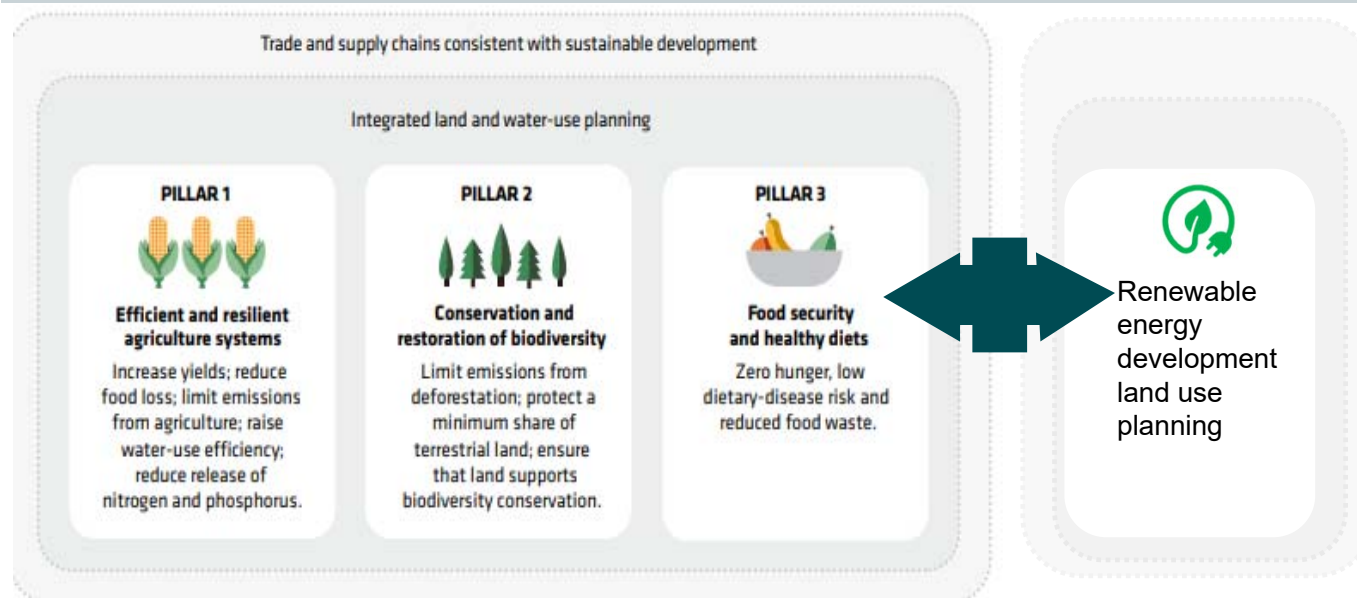 Trade and supply chains consistent with sustainable development
Integrated land and water-use planning
PILLAR 1
Efficient and resilient
agriculture systems
Increase yields; reduce
food loss; limit emissions
from agriculture; raise
water-use efficiency;
reduce release of
nitrogen and phosphorus.
PILLAR 2
Conservation and
restoration of biodiversity
Limit emissions from
deforestation; protect a
minimum share of
terrestrial land; ensure
that land supports
biodiversity conservation.
PILLAR 3
Food security
and healthy diets
Zero hunger, low
dietary-disease risk and
reduced food waste.
Renewable
energy
development
land use
planning